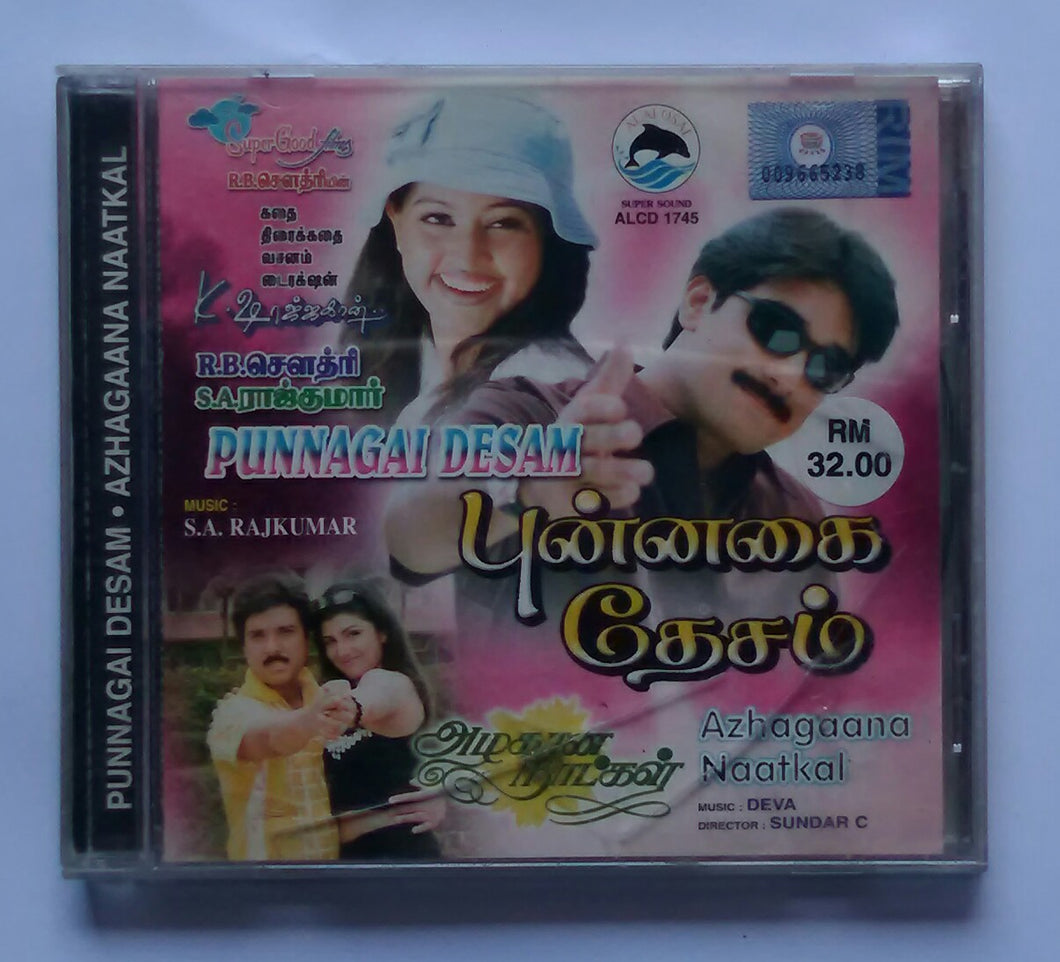 PUNNAGAI DESAM • AZHAGAANA NAATKAL
Super Good films
R.B.சௌத்ரியின்
கதை
திரைக்கதை
வசனம்
டைரக்‌ஷன்
K. ஷாஜகான்
R.B.சௌத்ரி
S.A.ராஜ்குமார்
PUNNAGAI DESAM
MUSIC :
S.A. RAJKUMAR
SUPER SOUND
ALCD 1745
RIM
009665238
RM
32.00
புன்னகை
தேசம்
அழகான
நாட்கள்
Azhagaana
Naatkal
MUSIC : DEVA
DIRECTOR : SUNDAR C